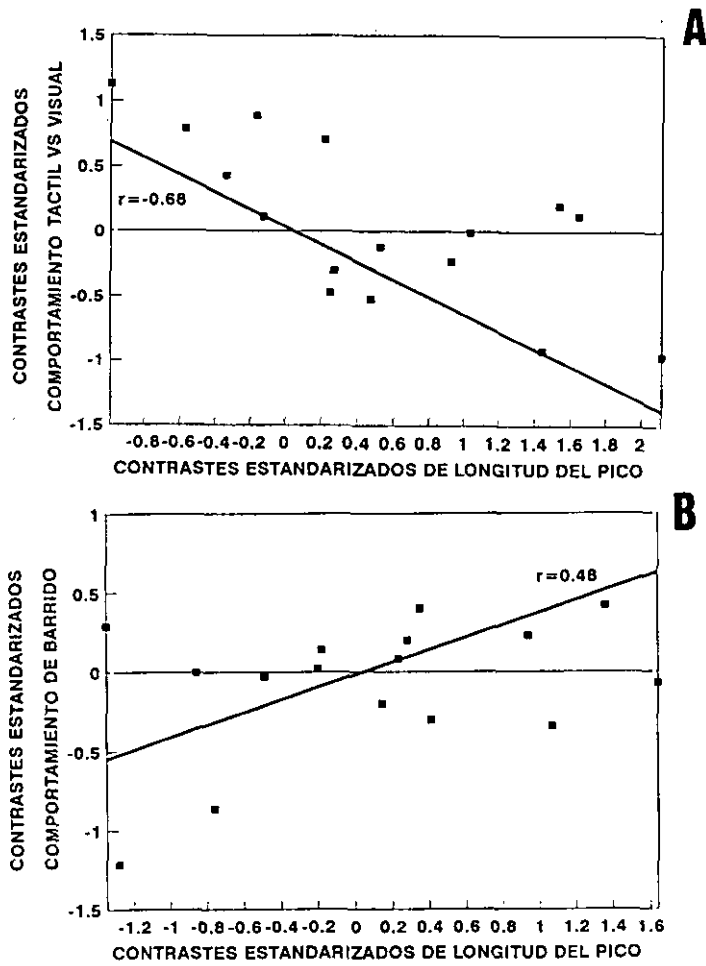 A
1.5
1
0.5
0
-0.5
-1
-1.5
CONTRASTES ESTANDARIZADOS
COMPORTAMIENTO TACTIL VS VISUAL
r=-0.68
-0.8 -0.6 -0.4 -0.2 0 0.2 0.4 0.6 0.8 1 1.2 1.4 1.6 1.8 2
CONTRASTES ESTANDARIZADOS DE LONGITUD DEL PICO
B
1
0.5
0
-0.5
-1
-1.5
CONTRASTES ESTANDARIZADOS
COMPORTAMIENTO DE BARRIDO
r=0.48
-1.2 -1 -0.8 -0.6 -0.4 -0.2 0 0.2 0.4 0.6 0.8 1 1.2 1.4 1.6
CONTRASTES ESTANDARIZADOS DE LONGITUD DEL PICO